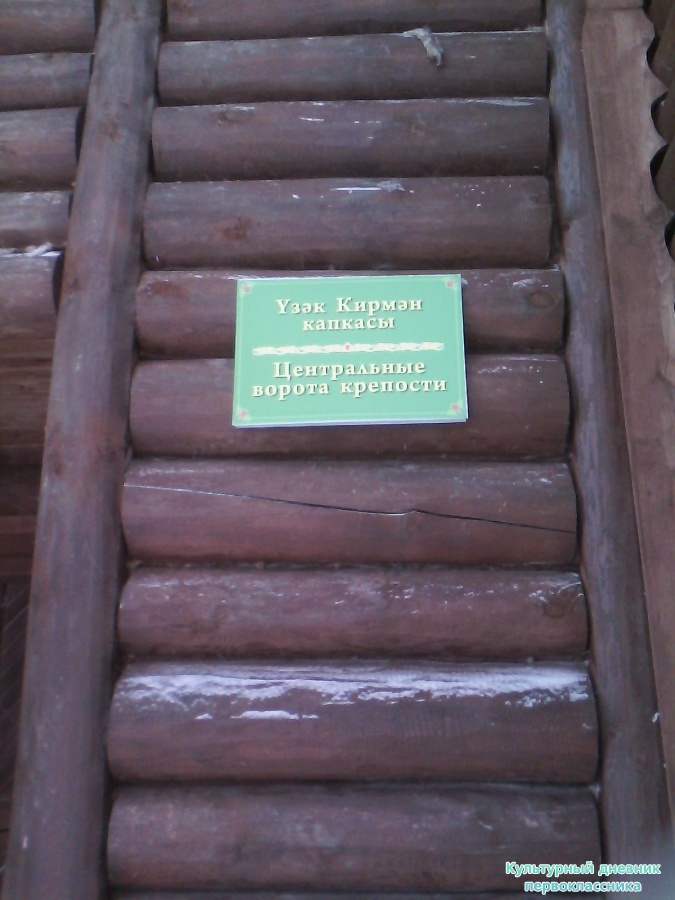 Үзәк Кирмән
капкасы
Центральные
ворота крепости
Культурный дневник
первоклассника